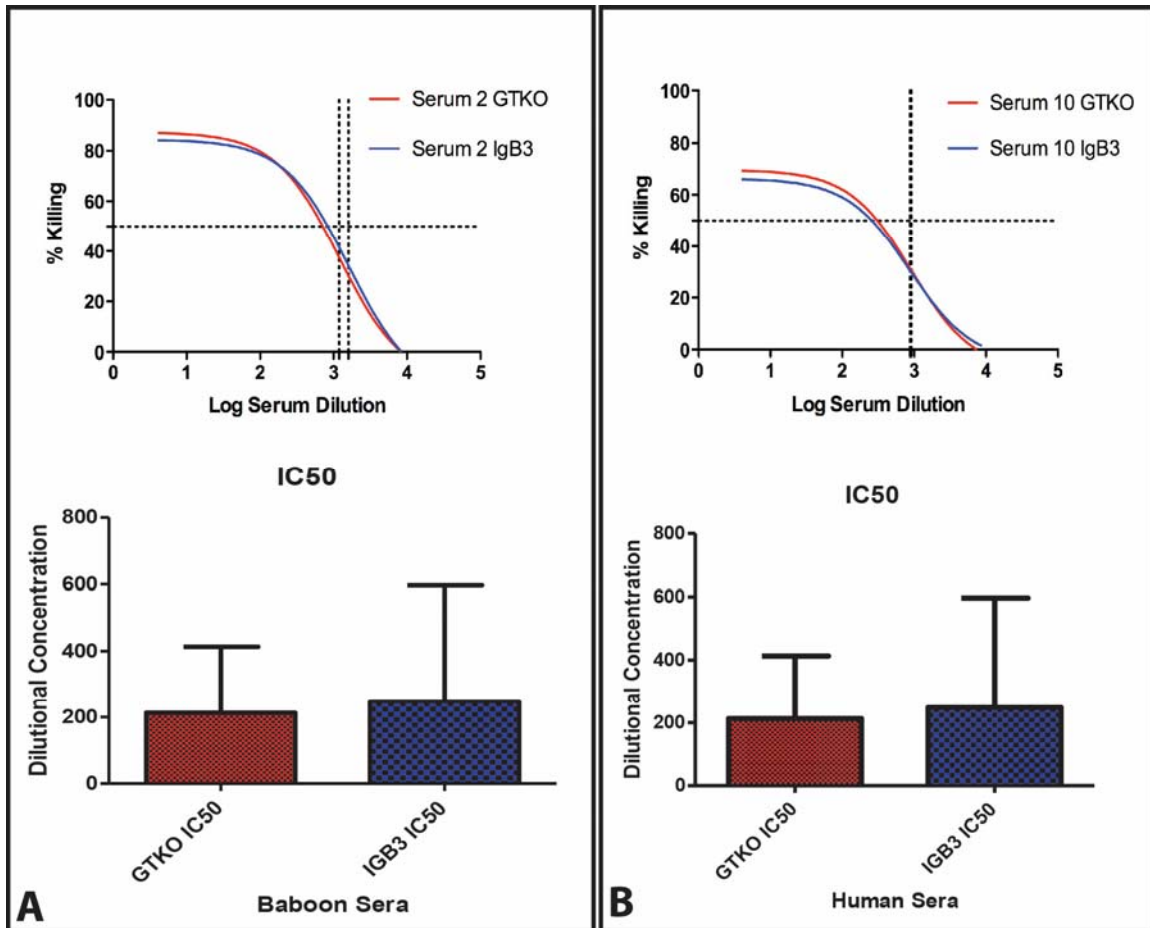 Serum 2 GTKO
Serum 2 IgB3
100
80
60
40
20
0
% Killing
0 1 2 3 4 5
Log Serum Dilution
IC50
800
600
400
200
0
Dilutional Concentration
GTKO IC50
IGB3 IC50
Baboon Sera
A
Serum 10 GTKO
Serum 10 IgB3
100
80
60
40
20
0
% Killing
0 1 2 3 4 5
Log Serum Dilution
IC50
800
600
400
200
0
Dilutional Concentration
GTKO IC50
IGB3 IC50
Human Sera
B